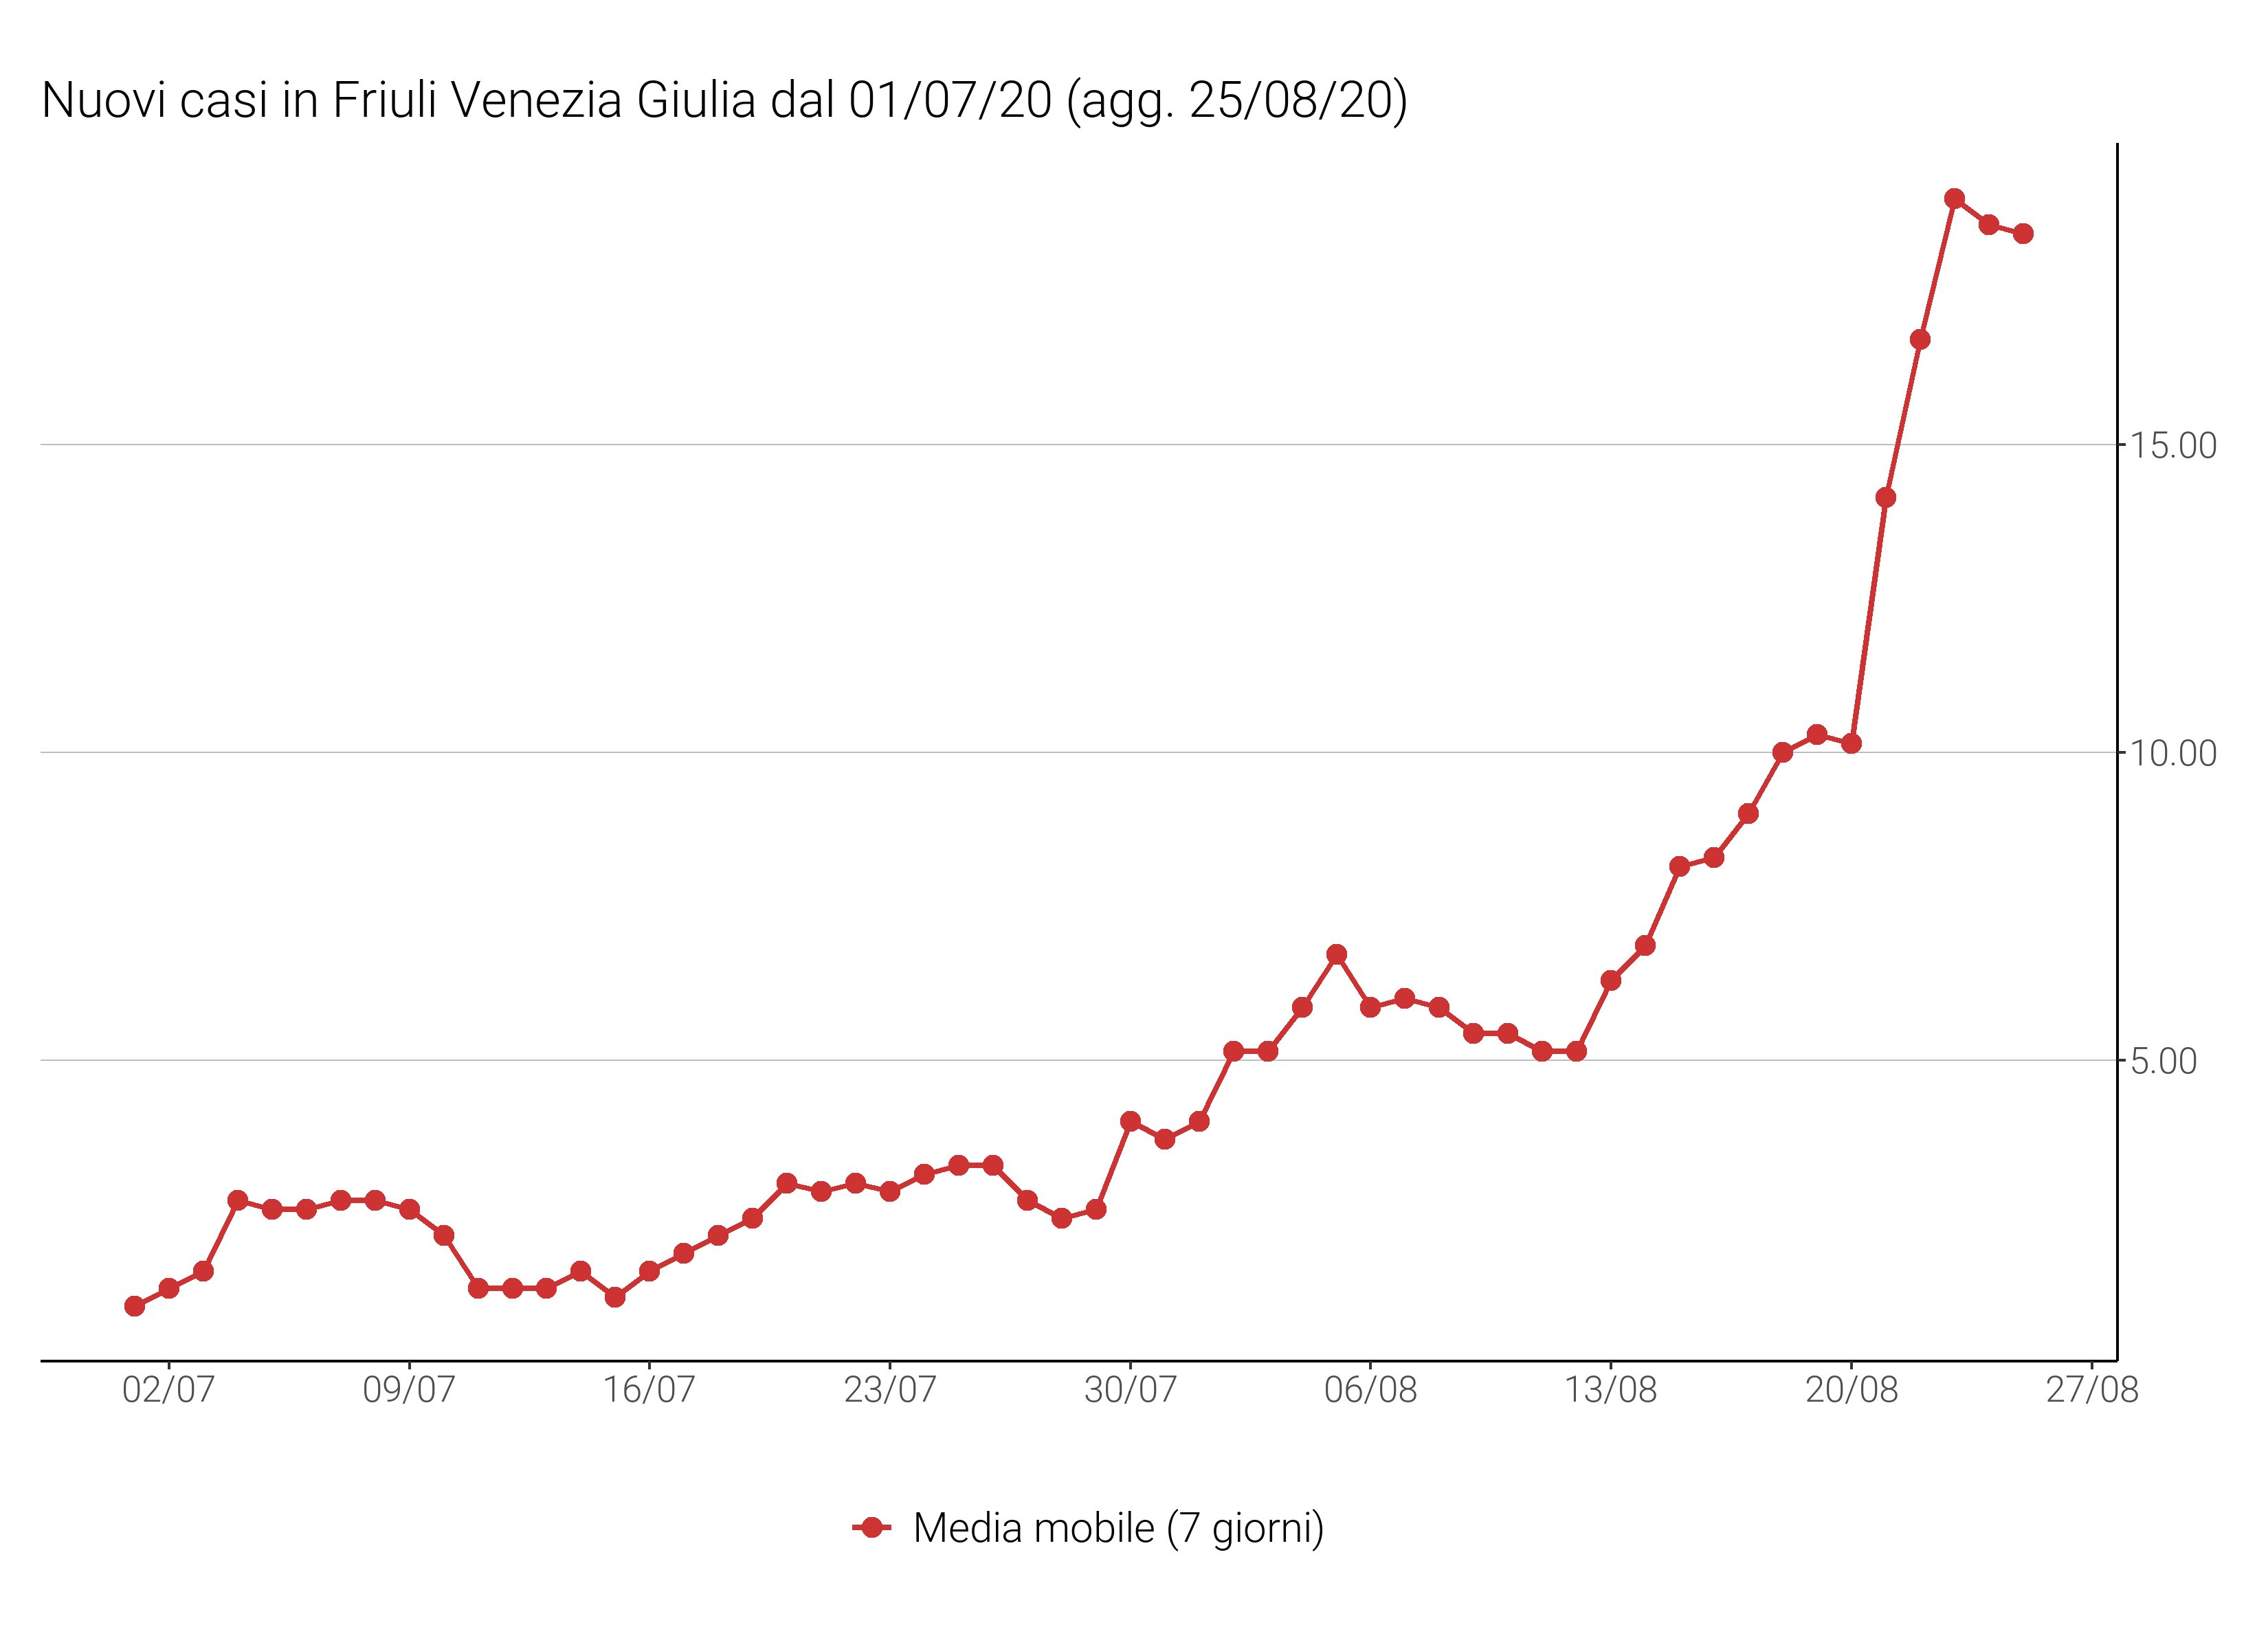 Nuovi casi in Friuli Venezia Giulia dal 01/07/20 (agg. 25/08/20)
15.00
10.00
5.00
02/07 09/07 16/07 23/07 30/07 06/08 13/08 20/08 27/08
Media mobile (7 giorni)